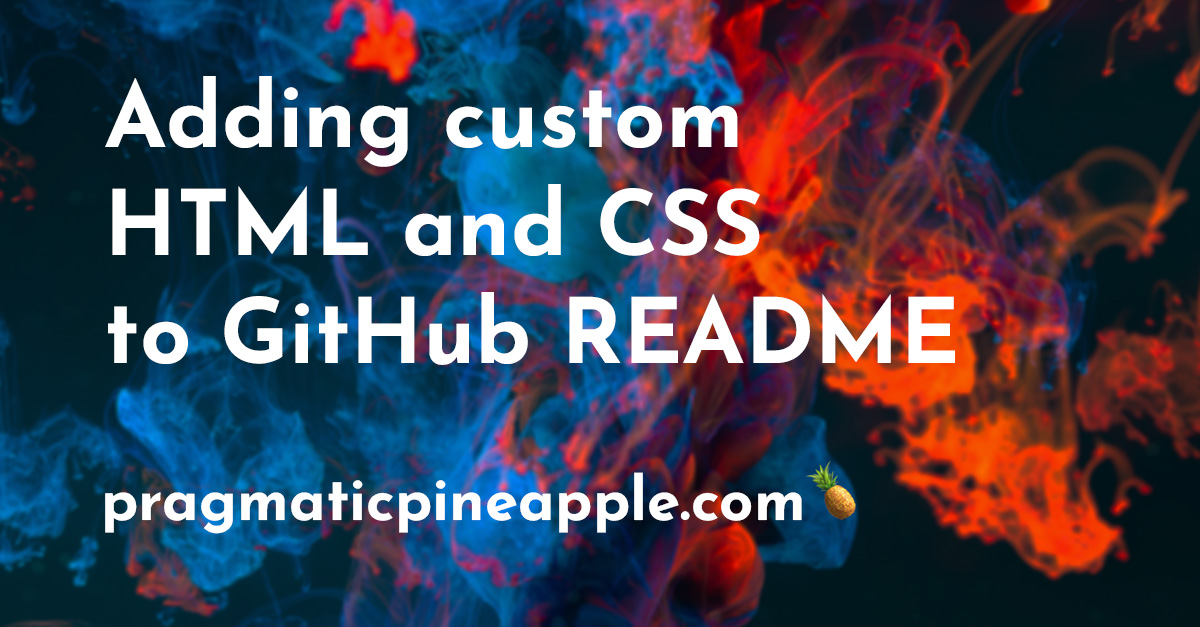 Adding custom
HTML and CSS
to GitHub README
pragmaticpineapple.com🍍